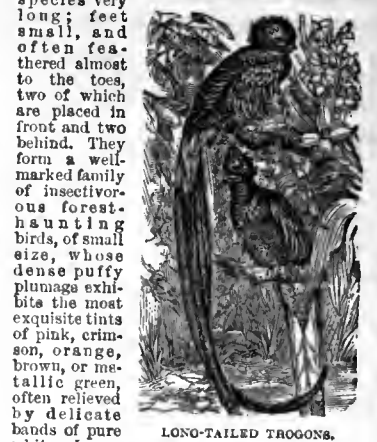 species very
long; feet
small, and
often fea-
thered almost
to the toes,
two of which
are placed in
front and two
behind. They
form a well-
marked family
of insectivor-
ous forest-
haunting
birds, of small
size, whose
dense puffy
plumage exhi-
bits the most
exquisite tints
of pink, crim-
son, orange,
brown, or me-
tallic green,
often relieved
by delicate
bands of pure
LONG-TAILED TROGONS.